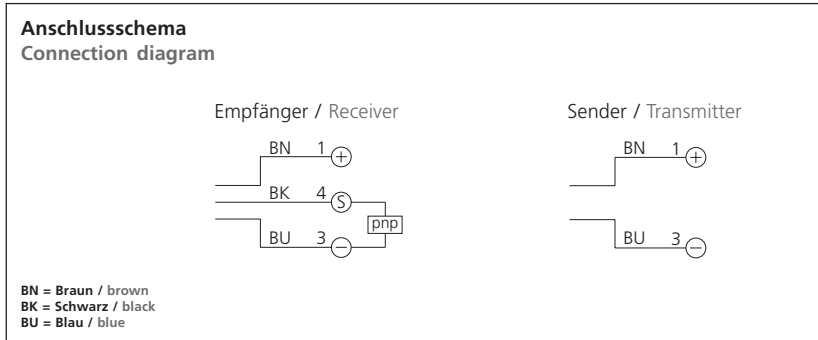 Anschlussschema
Connection diagram
Empfänger / Receiver
BN 1 +
BK 4 S
pnp
BU 3 −
Sender / Transmitter
BN 1 +
BU 3 −
BN = Braun / brown
BK = Schwarz / black
BU = Blau / blue